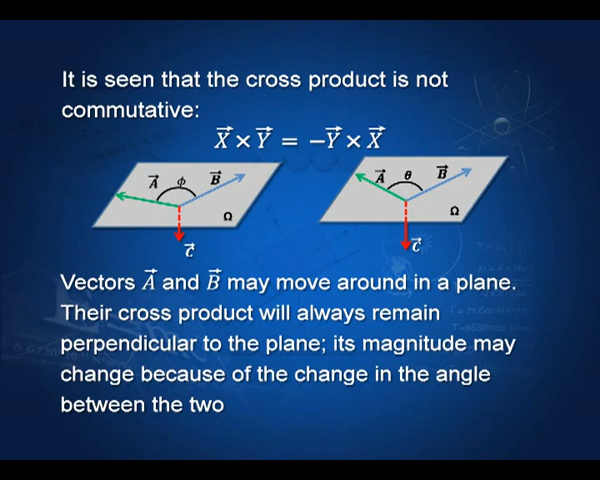 It is seen that the cross product is not
commutative:
X⃗ × Y⃗ = −Y⃗ × X⃗
A⃗ ϕ B⃗ Ω C⃗
A⃗ θ B⃗ Ω C⃗
Vectors A⃗ and B⃗ may move around in a plane.
Their cross product will always remain
perpendicular to the plane; its magnitude may
change because of the change in the angle
between the two